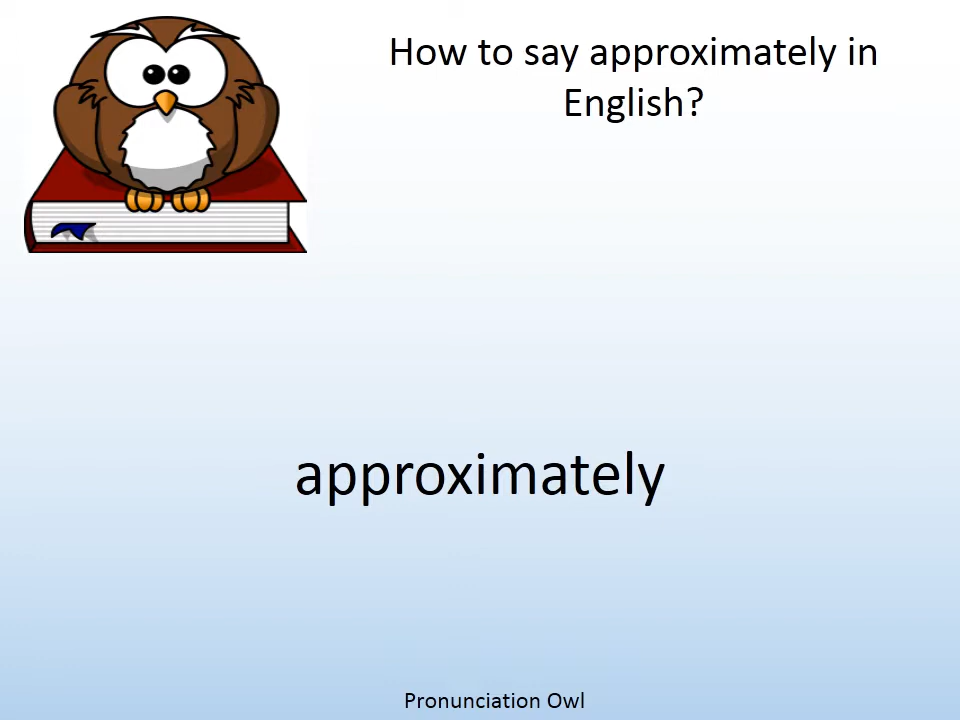 How to say approximately in
English?
approximately
Pronunciation Owl